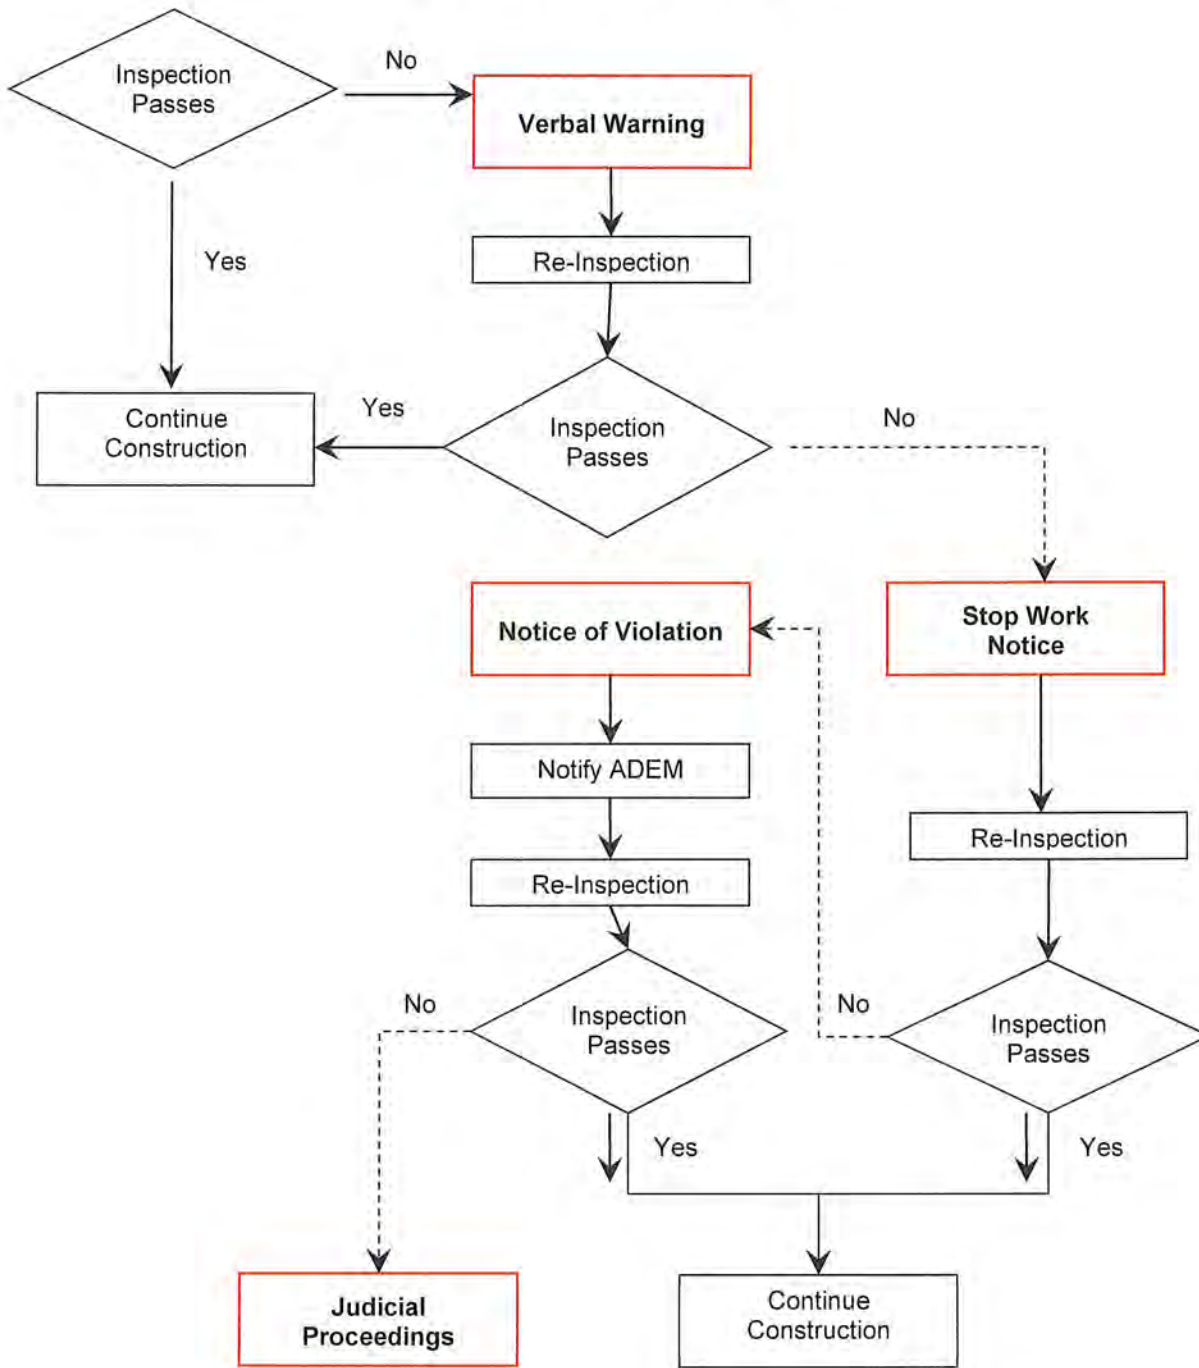 Inspection
Passes
No
Verbal Warning
Yes
Re-Inspection
Continue
Construction
Yes
Inspection
Passes
No
Notice of Violation
Stop Work
Notice
Notify ADEM
Re-Inspection
Re-Inspection
No
Inspection
Passes
No
Inspection
Passes
Yes
Yes
Judicial
Proceedings
Continue
Construction